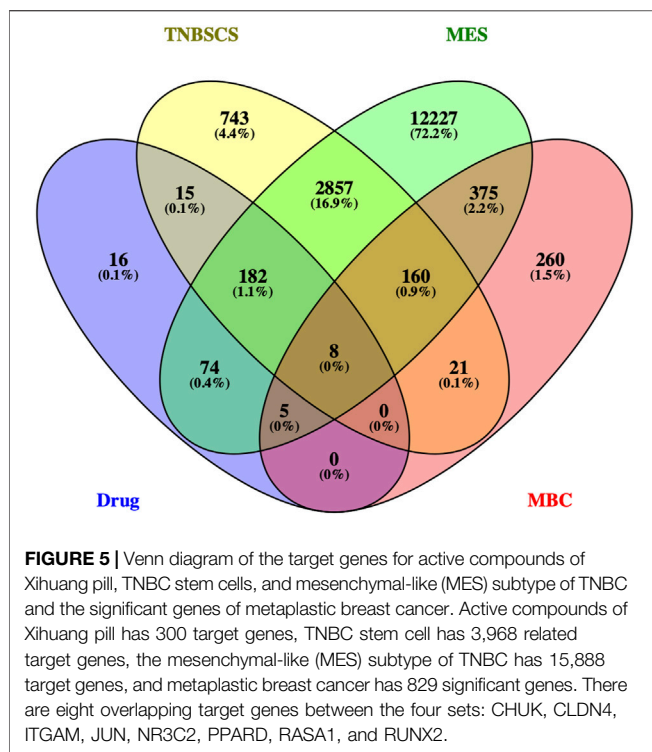 TNBSCS
MES
743
(4.4%)
12227
(72.2%)
15
(0.1%)
2857
(16.9%)
375
(2.2%)
16
(0.1%)
182
(1.1%)
160
(0.9%)
260
(1.5%)
8
(0%)
74
(0.4%)
21
(0.1%)
5
(0%)
0
(0%)
0
(0%)
Drug
MBC
FIGURE 5 | Venn diagram of the target genes for active compounds of
Xihuang pill, TNBC stem cells, and mesenchymal-like (MES) subtype of TNBC
and the significant genes of metaplastic breast cancer. Active compounds of
Xihuang pill has 300 target genes, TNBC stem cell has 3,968 related
target genes, the mesenchymal-like (MES) subtype of TNBC has 15,888
target genes, and metaplastic breast cancer has 829 significant genes. There
are eight overlapping target genes between the four sets: CHUK, CLDN4,
ITGAM, JUN, NR3C2, PPARD, RASA1, and RUNX2.